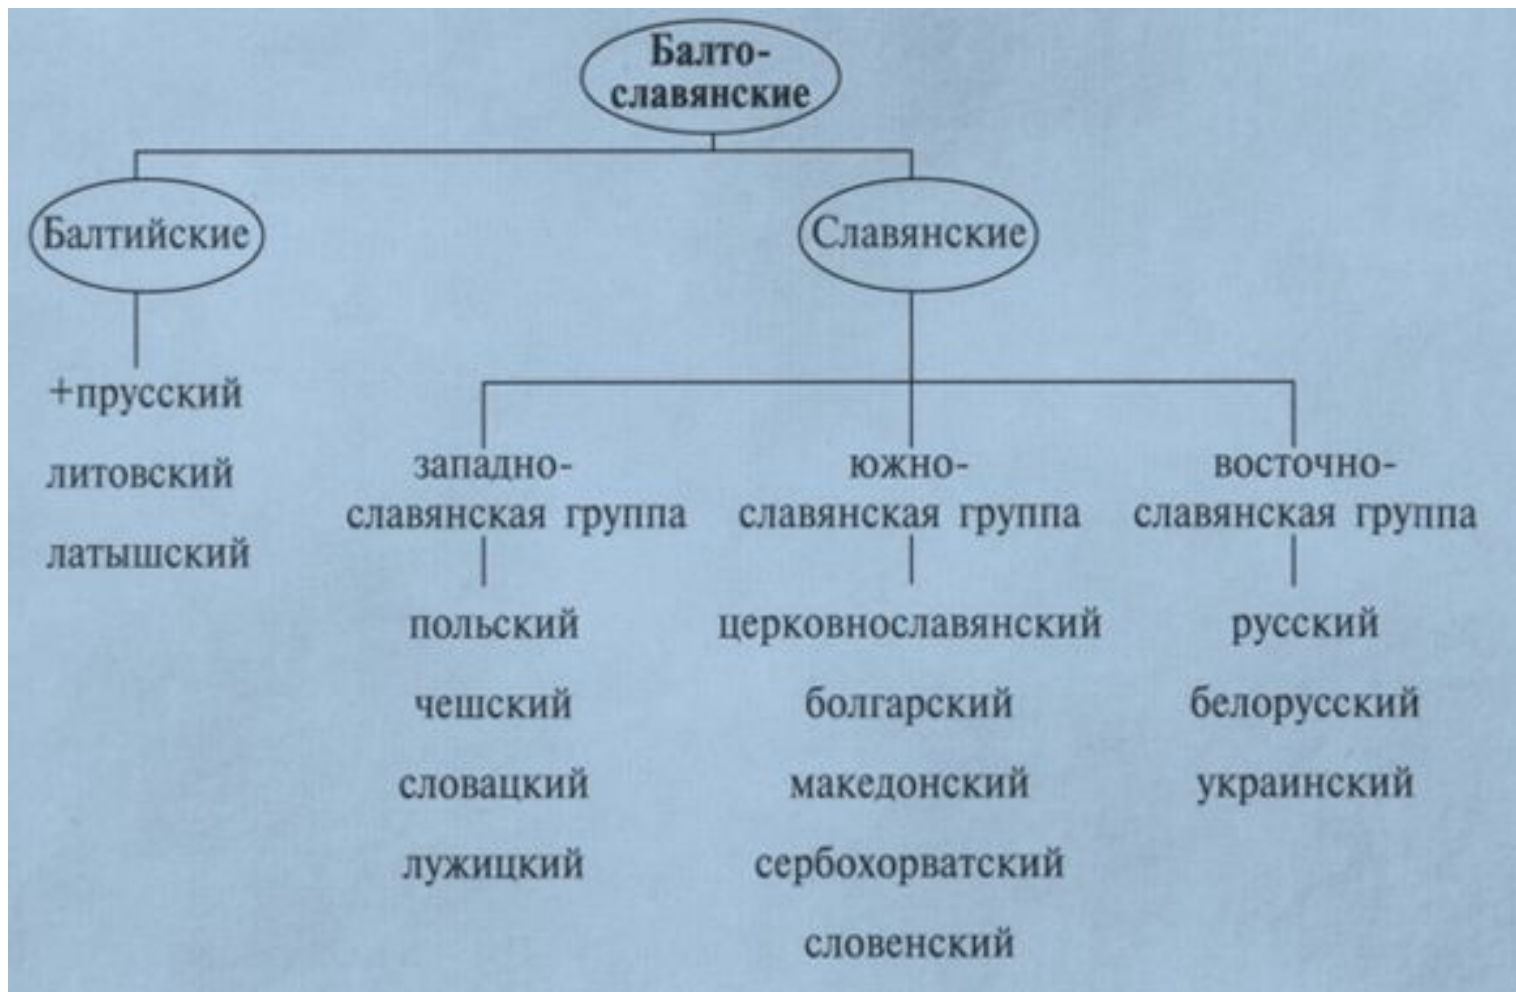 Балто-
славянские
Балтийские
Славянские
+прусский
литовский
латышский
западно-
славянская группа
южно-
славянская группа
восточно-
славянская группа
польский
чешский
словацкий
лужицкий
церковнославянский
болгарский
македонский
сербохорватский
словенский
русский
белорусский
украинский